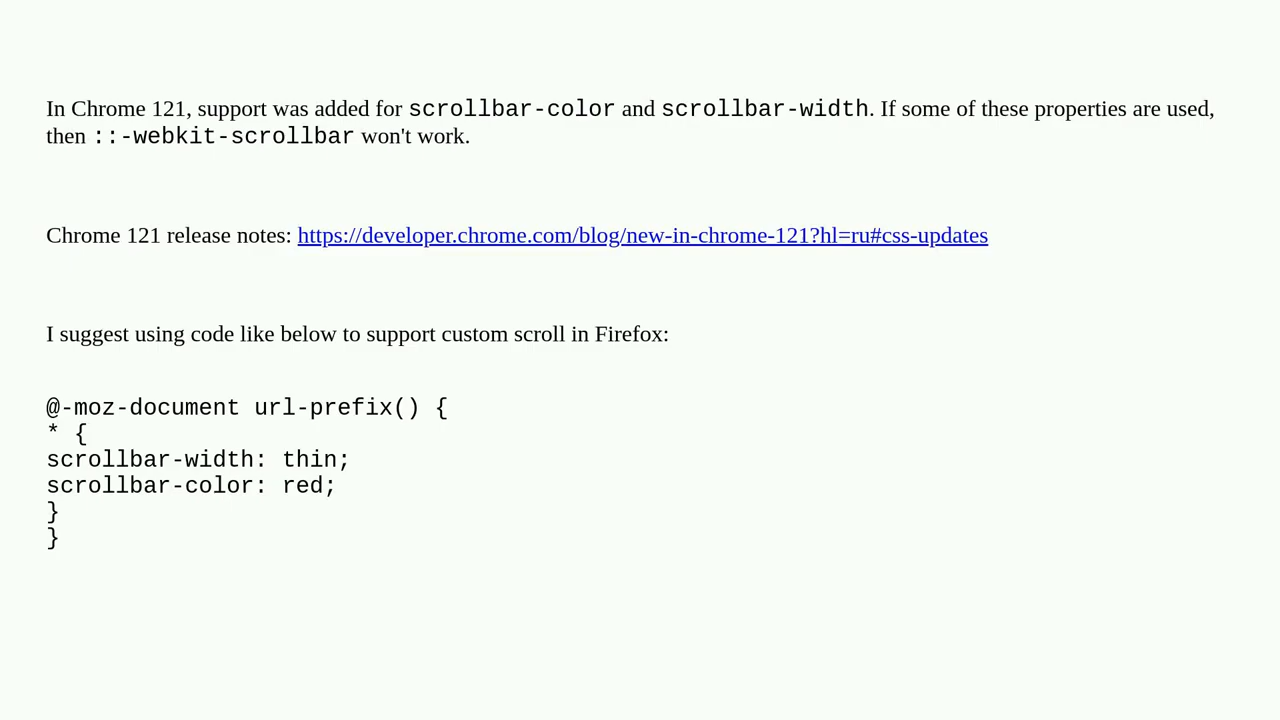 In Chrome 121, support was added for scrollbar-color and scrollbar-width. If some of these properties are used,
then ::-webkit-scrollbar won't work.
Chrome 121 release notes: https://developer.chrome.com/blog/new-in-chrome-121?hl=ru#css-updates
I suggest using code like below to support custom scroll in Firefox:
@-moz-document url-prefix() {
* {
scrollbar-width: thin;
scrollbar-color: red;
}
}